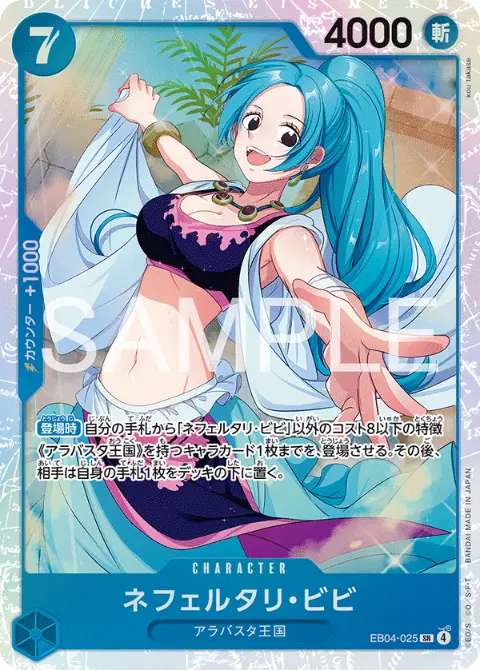 7
4000
斬
kou takase
カウンター +1000
SAMPLE
登場時 自分の手札から「ネフェルタリ・ビビ」以外のコスト8以下の特徴
《アラバスタ王国》を持つキャラカード1枚までを、登場させる。その後、
相手は自身の手札1枚をデッキの下に置く。
©E.O/S ©O, S・F・T BANDAI MADE IN JAPAN
CHARACTER
ネフェルタリ・ビビ
アラバスタ王国
EB04-025 SR 4